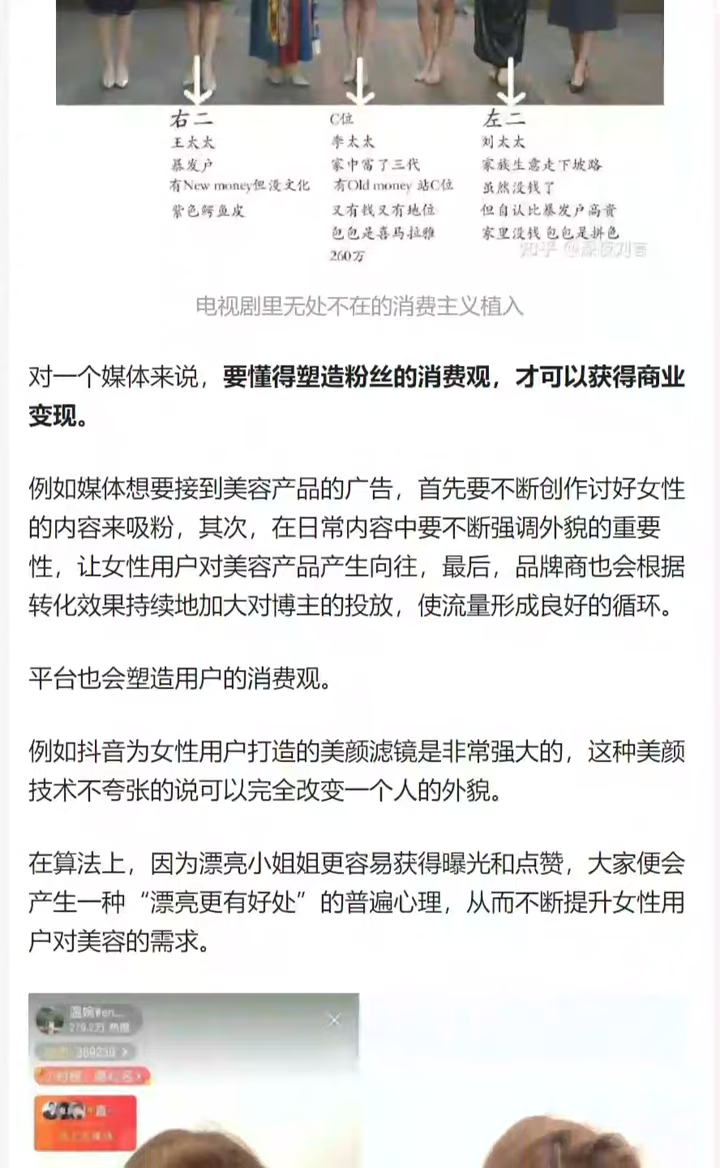 右二
王太太
暴发户
有New money但没文化
紫色鳄鱼皮
C位
李太太
家中富了三代
有Old money 站C位
又有钱又有地位
包包是喜马拉雅
260万
左二
刘太太
家族生意走下坡路
虽然没钱了
但自认比暴发户高贵
家里没钱 包包是拼色
知乎
电视剧里无处不在的消费主义植入
对一个媒体来说，要懂得塑造粉丝的消费观，才可以获得商业
变现。
例如媒体想要接到美容产品的广告，首先要不断创作讨好女性
的内容来吸粉，其次，在日常内容中要不断强调外貌的重要
性，让女性用户对美容产品产生向往，最后，品牌商也会根据
转化效果持续地加大对博主的投放，使流量形成良好的循环。
平台也会塑造用户的消费观。
例如抖音为女性用户打造的美颜滤镜是非常强大的，这种美颜
技术不夸张的说可以完全改变一个人的外貌。
在算法上，因为漂亮小姐姐更容易获得曝光和点赞，大家便会
产生一种“漂亮更有好处”的普遍心理，从而不断提升女性用
户对美容的需求。